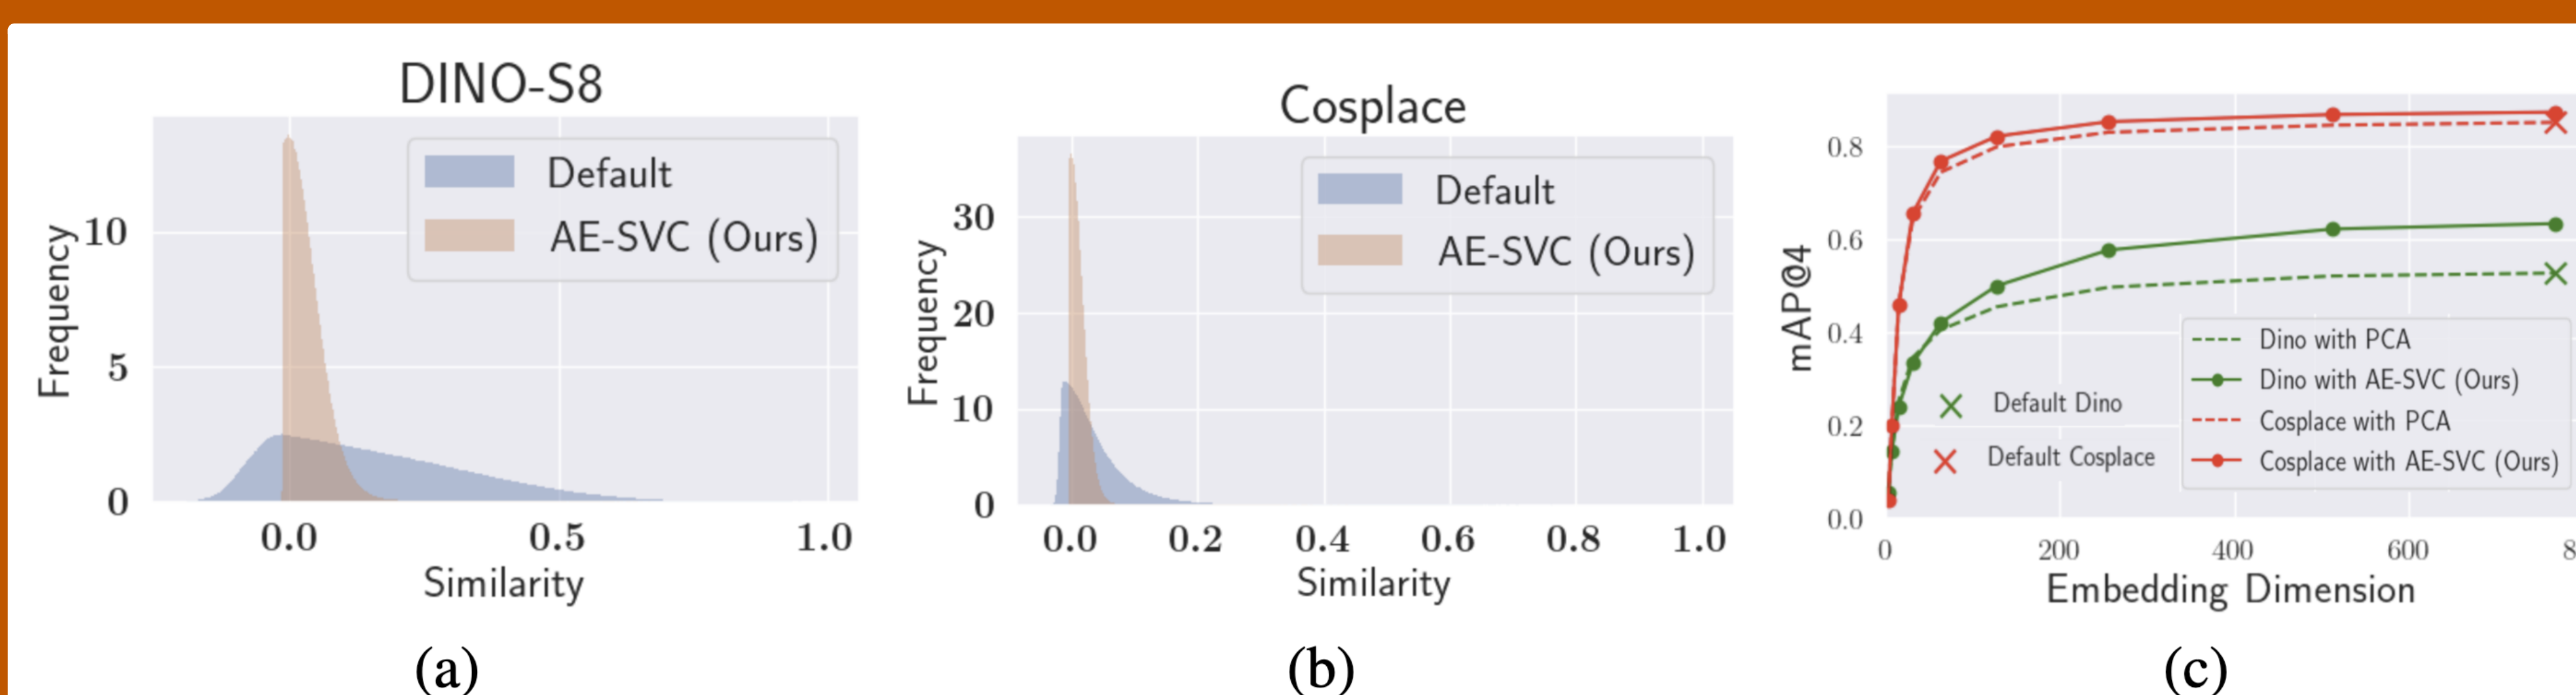 DINO-S8
Default
AE-SVC (Ours)
Frequency
10
5
0
0.0 0.5 1.0
Similarity
(a)
Cosplace
Default
AE-SVC (Ours)
Frequency
30
20
10
0
0.0 0.2 0.4 0.6 0.8 1.0
Similarity
(b)
mAP@4
0.8
0.6
0.4
0.2
0.0
Default Dino
Default Cosplace
Dino with PCA
Dino with AE-SVC (Ours)
Cosplace with PCA
Cosplace with AE-SVC (Ours)
0 200 400 600
Embedding Dimension
(c)